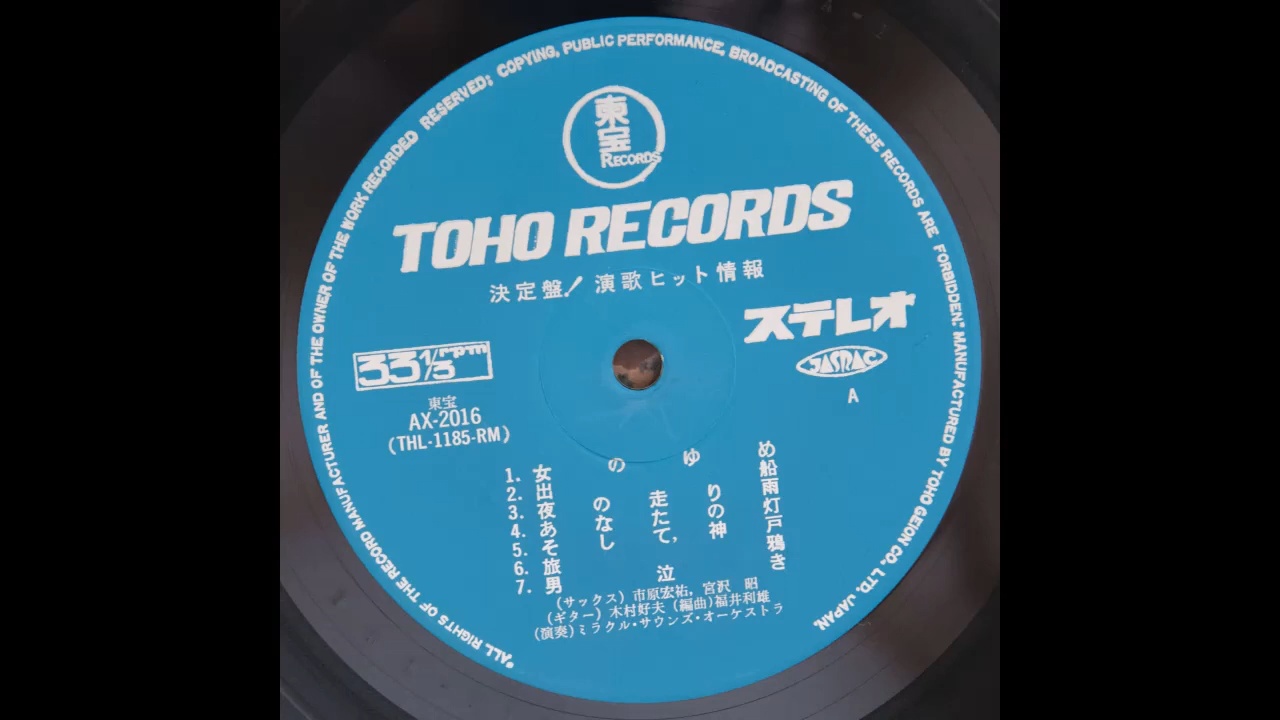 東宝
RECORDS
TOHO RECORDS
決定盤!演歌ヒット情報
ステレオ
JASRAC
A
33 1/3 rpm
東宝
AX-2016
(THL-1185-RM)
1. 女のゆめ
2. 出船
3. 夜の走り雨
4. あなたの灯
5. そして,神戸
6. 旅鴉
7. 男泣き
(サックス)市原宏祐,宮沢 昭
(ギター)木村好夫(編曲)福井利雄
(演奏)ミラクル・サウンズ・オーケストラ
"ALL RIGHTS OF THE RECORD MANUFACTURER AND OF THE OWNER OF THE WORK RECORDED RESERVED; COPYING, PUBLIC PERFORMANCE, BROADCASTING OF THESE RECORDS ARE FORBIDDEN." MANUFACTURED BY TOHO GEION CO. LTD. JAPAN.